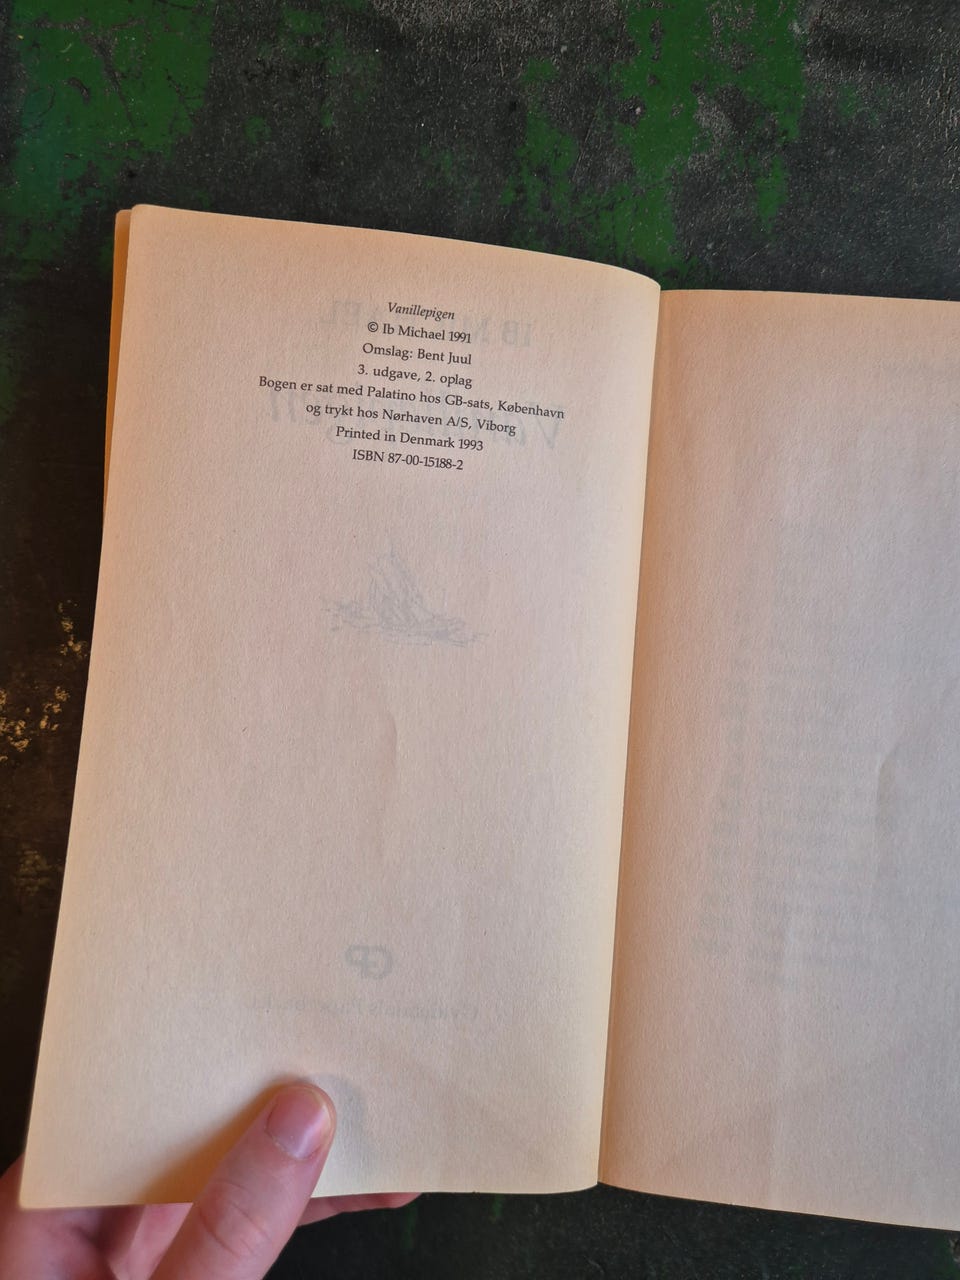 Vanillepigen
© Ib Michael 1991
Omslag: Bent Juul
3. udgave, 2. oplag
Bogen er sat med Palatino hos GB-sats, København
og trykt hos Nørhaven A/S, Viborg
Printed in Denmark 1993
ISBN 87-00-15188-2